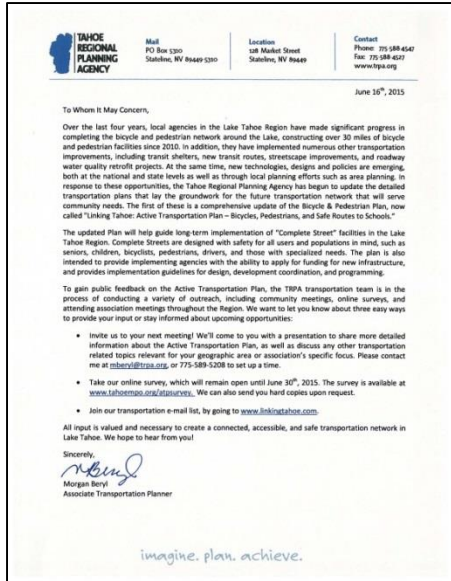 TAHOE
REGIONAL
PLANNING
AGENCY
Mail
PO Box 5310
Stateline, NV 89449-5310
Location
128 Market Street
Stateline, NV 89449
Contact
Phone: 775-588-4547
Fax: 775-588-4527
www.trpa.org
June 16th, 2015
To Whom It May Concern,
Over the last four years, local agencies in the Lake Tahoe Region have made significant progress in
completing the bicycle and pedestrian network around the Lake, constructing over 30 miles of bicycle
and pedestrian facilities since 2010. In addition, they have implemented numerous other transportation
improvements, including transit shelters, new transit routes, streetscape improvements, and roadway
water quality retrofit projects. At the same time, new technologies, designs and policies are emerging,
both at the national and state levels as well as through local planning efforts such as area planning. In
response to these opportunities, the Tahoe Regional Planning Agency has begun to update the detailed
transportation plans that lay the groundwork for the future transportation network that will serve
community needs. The first of these is a comprehensive update of the Bicycle & Pedestrian Plan, now
called "Linking Tahoe: Active Transportation Plan – Bicycles, Pedestrians, and Safe Routes to Schools."
The updated Plan will help guide long-term implementation of "Complete Street" facilities in the Lake
Tahoe Region. Complete Streets are designed with safety for all users and populations in mind, such as
seniors, children, bicyclists, pedestrians, drivers, and those with specialized needs. The plan is also
intended to provide implementing agencies with the ability to apply for funding for new infrastructure,
and provides implementation guidelines for design, development coordination, and programming.
To gain public feedback on the Active Transportation Plan, the TRPA transportation team is in the
process of conducting a variety of outreach, including community meetings, online surveys, and
attending association meetings throughout the Region. We want to let you know about three easy ways
to provide your input or stay informed about upcoming opportunities:
• Invite us to your next meeting! We'll come to you with a presentation to share more detailed
information about the Active Transportation Plan, as well as discuss any other transportation
related topics relevant for your geographic area or association's specific focus. Please contact
me at mberyl@trpa.org, or 775-589-5208 to set up a time.
• Take our online survey, which will remain open until June 30th, 2015. The survey is available at
www.tahoempo.org/atpsurvey. We can also send you hard copies upon request.
• Join our transportation e-mail list, by going to www.linkingtahoe.com.
All input is valued and necessary to create a connected, accessible, and safe transportation network in
Lake Tahoe. We hope to hear from you!
Sincerely,
MBeryl
Morgan Beryl
Associate Transportation Planner
imagine. plan. achieve.